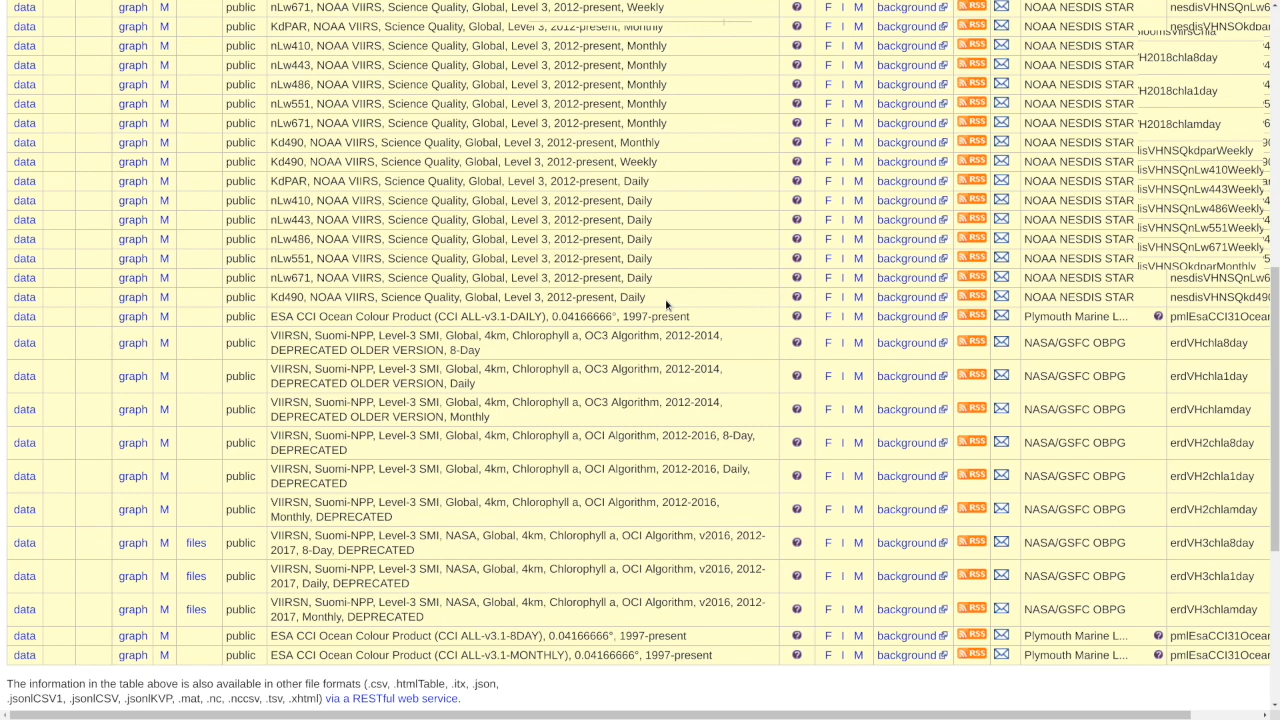 data graph M public nLw671, NOAA VIIRS, Science Quality, Global, Level 3, 2012-present, Weekly F I M background RSS NOAA NESDIS STAR nesdisVHNSQnLw6
data graph M public KdPAR, NOAA VIIRS, Science Quality, Global, Level 3, 2012-present, Monthly F I M background RSS NOAA NESDIS STAR nesdisVHNSQkdpar
data graph M public nLw410, NOAA VIIRS, Science Quality, Global, Level 3, 2012-present, Monthly F I M background RSS NOAA NESDIS STAR
data graph M public nLw443, NOAA VIIRS, Science Quality, Global, Level 3, 2012-present, Monthly F I M background RSS NOAA NESDIS STAR H2018chla8day
data graph M public nLw486, NOAA VIIRS, Science Quality, Global, Level 3, 2012-present, Monthly F I M background RSS NOAA NESDIS STAR H2018chla1day
data graph M public nLw551, NOAA VIIRS, Science Quality, Global, Level 3, 2012-present, Monthly F I M background RSS NOAA NESDIS STAR
data graph M public nLw671, NOAA VIIRS, Science Quality, Global, Level 3, 2012-present, Monthly F I M background RSS NOAA NESDIS STAR H2018chlamday
data graph M public Kd490, NOAA VIIRS, Science Quality, Global, Level 3, 2012-present, Monthly F I M background RSS NOAA NESDIS STAR lisVHNSQkdparWeekly
data graph M public Kd490, NOAA VIIRS, Science Quality, Global, Level 3, 2012-present, Weekly F I M background RSS NOAA NESDIS STAR lisVHNSQnLw410Weekly
data graph M public KdPAR, NOAA VIIRS, Science Quality, Global, Level 3, 2012-present, Daily F I M background RSS NOAA NESDIS STAR lisVHNSQnLw443Weekly
data graph M public nLw410, NOAA VIIRS, Science Quality, Global, Level 3, 2012-present, Daily F I M background RSS NOAA NESDIS STAR lisVHNSQnLw486Weekly
data graph M public nLw443, NOAA VIIRS, Science Quality, Global, Level 3, 2012-present, Daily F I M background RSS NOAA NESDIS STAR lisVHNSQnLw551Weekly
data graph M public nLw486, NOAA VIIRS, Science Quality, Global, Level 3, 2012-present, Daily F I M background RSS NOAA NESDIS STAR lisVHNSQnLw671Weekly
data graph M public nLw551, NOAA VIIRS, Science Quality, Global, Level 3, 2012-present, Daily F I M background RSS NOAA NESDIS STAR lisVHNSQkdparMonthly
data graph M public nLw671, NOAA VIIRS, Science Quality, Global, Level 3, 2012-present, Daily F I M background RSS NOAA NESDIS STAR nesdisVHNSQnLw6
data graph M public Kd490, NOAA VIIRS, Science Quality, Global, Level 3, 2012-present, Daily F I M background RSS NOAA NESDIS STAR nesdisVHNSQkd490
data graph M public ESA CCI Ocean Colour Product (CCI ALL-v3.1-DAILY), 0.04166666°, 1997-present F I M background RSS Plymouth Marine L... pmlEsaCCI31Ocean
data graph M public VIIRSN, Suomi-NPP, Level-3 SMI, Global, 4km, Chlorophyll a, OC3 Algorithm, 2012-2014, F I M background RSS NASA/GSFC OBPG erdVHchla8day
DEPRECATED OLDER VERSION, 8-Day
data graph M public VIIRSN, Suomi-NPP, Level-3 SMI, Global, 4km, Chlorophyll a, OC3 Algorithm, 2012-2014, F I M background RSS NASA/GSFC OBPG erdVHchla1day
DEPRECATED OLDER VERSION, Daily
data graph M public VIIRSN, Suomi-NPP, Level-3 SMI, Global, 4km, Chlorophyll a, OC3 Algorithm, 2012-2014, F I M background RSS NASA/GSFC OBPG erdVHchlamday
DEPRECATED OLDER VERSION, Monthly
data graph M public VIIRSN, Suomi-NPP, Level-3 SMI, Global, 4km, Chlorophyll a, OCI Algorithm, 2012-2016, 8-Day, F I M background RSS NASA/GSFC OBPG erdVH2chla8day
DEPRECATED
data graph M public VIIRSN, Suomi-NPP, Level-3 SMI, Global, 4km, Chlorophyll a, OCI Algorithm, 2012-2016, Daily, F I M background RSS NASA/GSFC OBPG erdVH2chla1day
DEPRECATED
data graph M public VIIRSN, Suomi-NPP, Level-3 SMI, Global, 4km, Chlorophyll a, OCI Algorithm, 2012-2016, F I M background RSS NASA/GSFC OBPG erdVH2chlamday
Monthly, DEPRECATED
data graph M files public VIIRSN, Suomi-NPP, Level-3 SMI, NASA, Global, 4km, Chlorophyll a, OCI Algorithm, v2016, 2012- F I M background RSS NASA/GSFC OBPG erdVH3chla8day
2017, 8-Day, DEPRECATED
data graph M files public VIIRSN, Suomi-NPP, Level-3 SMI, NASA, Global, 4km, Chlorophyll a, OCI Algorithm, v2016, 2012- F I M background RSS NASA/GSFC OBPG erdVH3chla1day
2017, Daily, DEPRECATED
data graph M files public VIIRSN, Suomi-NPP, Level-3 SMI, NASA, Global, 4km, Chlorophyll a, OCI Algorithm, v2016, 2012- F I M background RSS NASA/GSFC OBPG erdVH3chlamday
2017, Monthly, DEPRECATED
data graph M public ESA CCI Ocean Colour Product (CCI ALL-v3.1-8DAY), 0.04166666°, 1997-present F I M background RSS Plymouth Marine L... pmlEsaCCI31Ocean
data graph M public ESA CCI Ocean Colour Product (CCI ALL-v3.1-MONTHLY), 0.04166666°, 1997-present F I M background RSS Plymouth Marine L... pmlEsaCCI31Ocean
The information in the table above is also available in other file formats (.csv, .htmlTable, .itx, .json,
.jsonlCSV1, .jsonlCSV, .jsonlKVP, .mat, .nc, .nccsv, .tsv, .xhtml) via a RESTful web service.